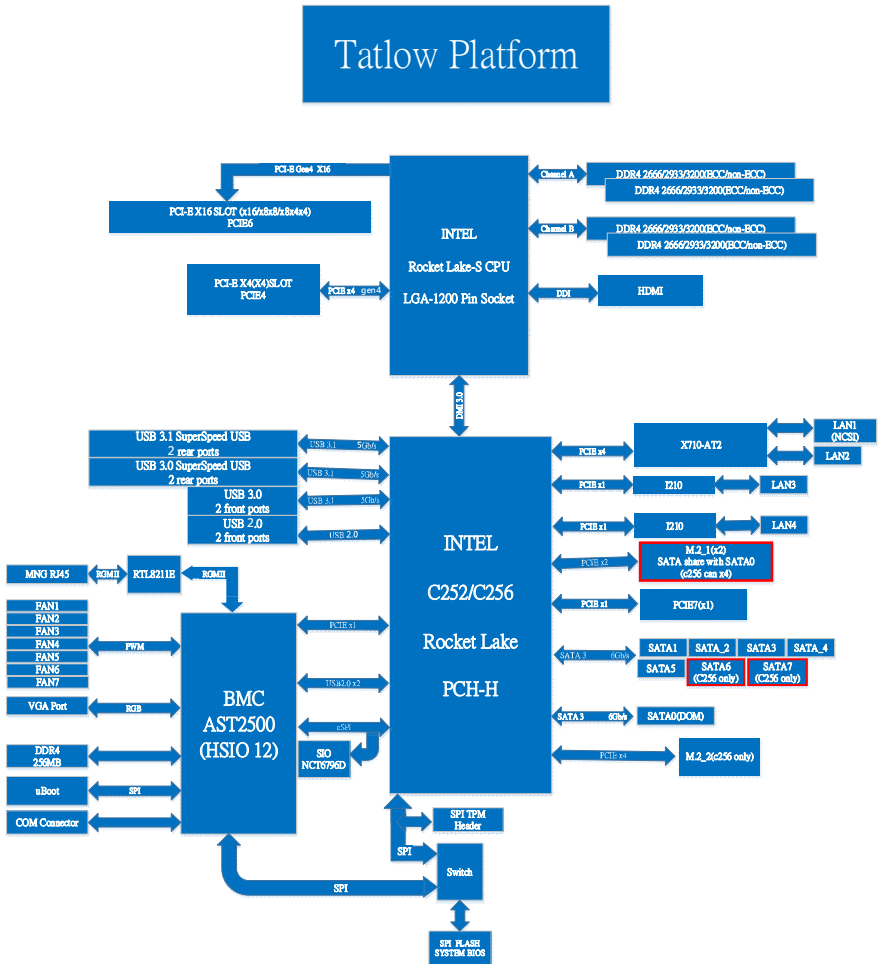 Tatlow Platform
PCI-E Gen4 X16
PCI-E X16 SLOT (x16/x8x8/x8x4x4)
PCIE6
PCI-E X4(X4)SLOT
PCIE4
PCIE x4 gen4
INTEL
Rocket Lake-S CPU
LGA-1200 Pin Socket
Channel A
DDR4 2666/2933/3200(ECC/non-ECC)
DDR4 2666/2933/3200(ECC/non-ECC)
Channel B
DDR4 2666/2933/3200(ECC/non-ECC)
DDR4 2666/2933/3200(ECC/non-ECC)
DDI
HDMI
DMI 3.0
USB 3.1 SuperSpeed USB
2 rear ports
USB 3.1 5Gb/s
USB 3.0 SuperSpeed USB
2 rear ports
USB 3.1 5Gb/s
USB 3.0
2 front ports
USB 3.1 5Gb/s
USB 2.0
2 front ports
USB 2.0
INTEL
C252/C256
Rocket Lake
PCH-H
PCIE x4
X710-AT2
LAN1
(NCSI)
LAN2
PCIE x1
I210
LAN3
PCIE x1
I210
LAN4
PCIE x2
M.2_1(x2)
SATA share with SATA0
(c256 can x4)
PCIE x1
PCIE7(x1)
SATA 3 6Gb/s
SATA1
SATA_2
SATA3
SATA_4
SATA5
SATA6
(C256 only)
SATA7
(C256 only)
SATA 3 6Gb/s
SATA0(DOM)
PCIE x4
M.2_2(c256 only)
MNG RJ45
RGMII
RTL8211E
RGMII
FAN1
FAN2
FAN3
FAN4
FAN5
FAN6
FAN7
PWM
VGA Port
RGB
DDR4
256MB
uBoot
SPI
COM Connector
BMC
AST2500
(HSIO 12)
PCIE x1
USB2.0 x2
eSPI
SIO
NCT6796D
SPI TPM
Header
SPI
Switch
SPI
SPI FLASH
SYSTEM BIOS